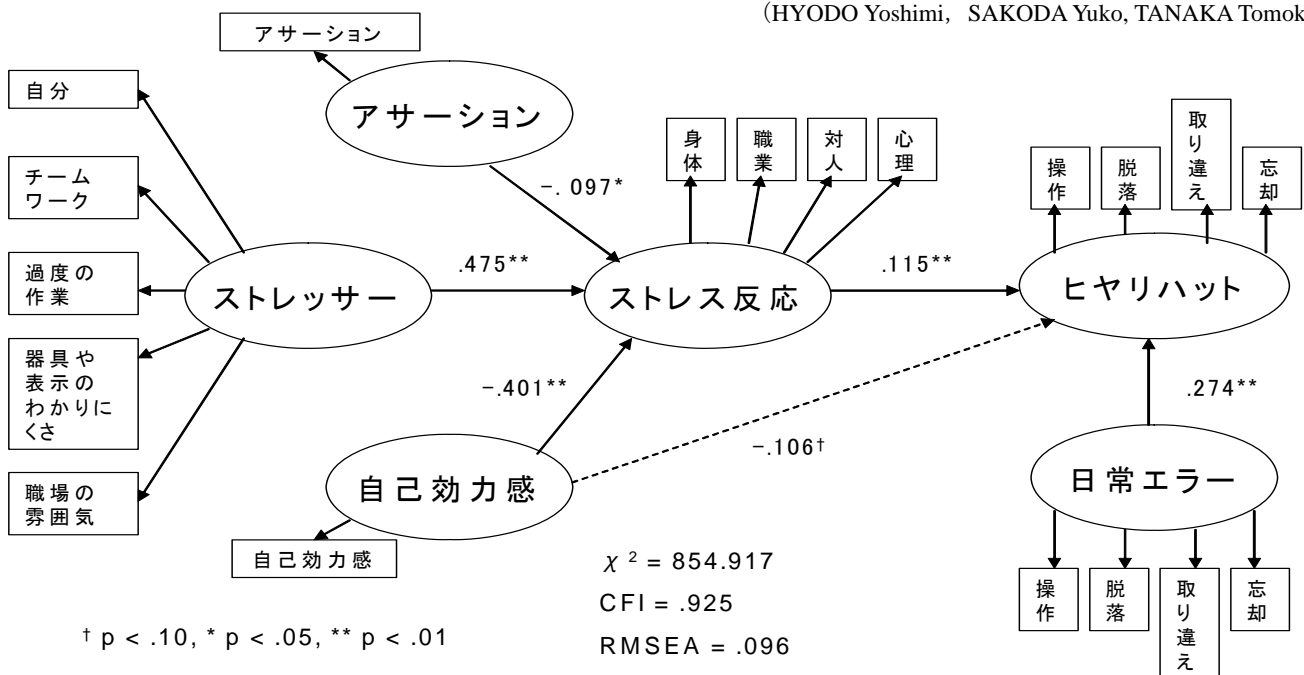 (HYODO Yoshimi, SAKODA Yuko, TANAKA Tomok
アサーション
自分
チーム
ワーク
過度の
作業
器具や
表示の
わかりに
くさ
職場の
雰囲気
アサーション
-.097*
ストレッサー
.475**
身体
職業
対人
心理
ストレス反応
.115**
操作
脱落
取り違え
忘却
ヒヤリハット
-.401**
-.106†
.274**
自己効力感
自己効力感
日常エラー
操作
脱落
取り違え
忘却
χ ² = 854.917
CFI = .925
RMSEA = .096
† p < .10, * p < .05, ** p < .01